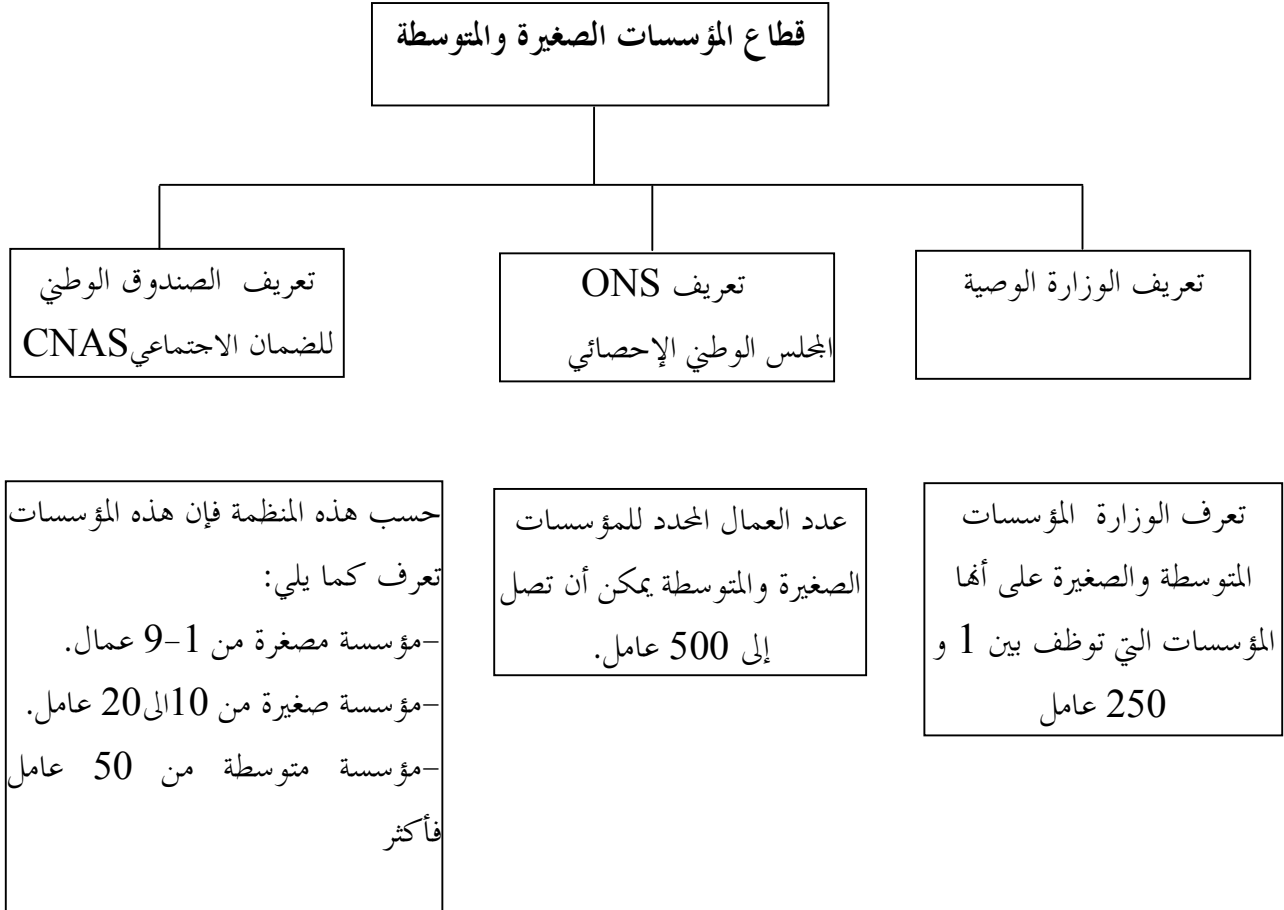 قطاع المؤسسات الصغيرة والمتوسطة
تعريف الوزارة الوصية
تعريف ONS
المجلس الوطني الإحصائي
تعريف الصندوق الوطني
للضمان الاجتماعيCNAS
تعرف الوزارة المؤسسات
المتوسطة والصغيرة على أنها
المؤسسات التي توظف بين 1 و
250 عامل
عدد العمال المحدد للمؤسسات
الصغيرة والمتوسطة يمكن أن تصل
إلى 500 عامل.
حسب هذه المنظمة فإن هذه المؤسسات
تعرف كما يلي:
-مؤسسة مصغرة من 1-9 عمال.
-مؤسسة صغيرة من 10الى20 عامل.
-مؤسسة متوسطة من 50 عامل
فأكثر